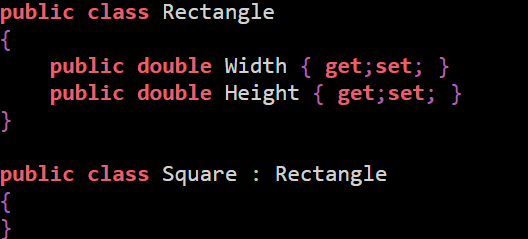 public class Rectangle
{
    public double Width { get;set; }
    public double Height { get;set; }
}

public class Square : Rectangle
{
}